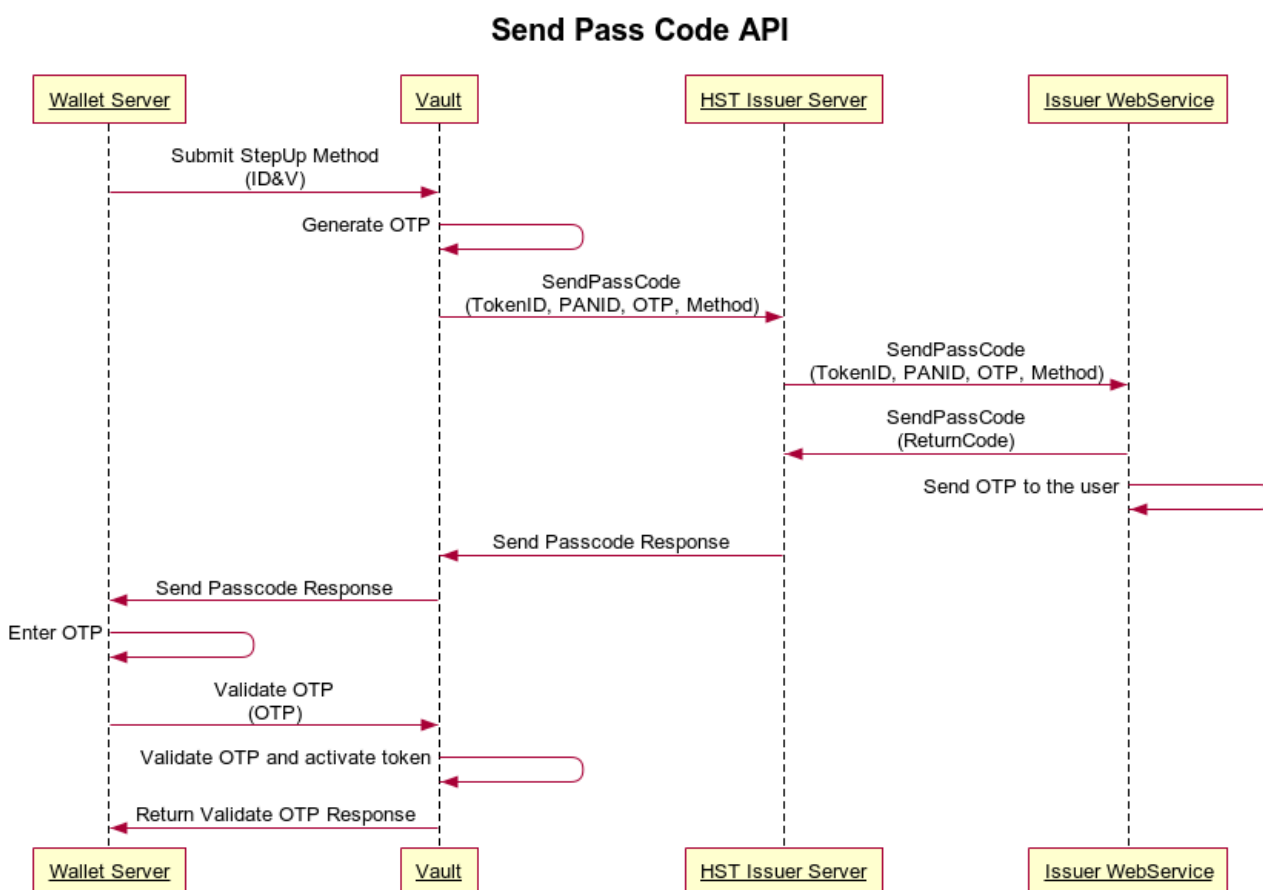 Send Pass Code API
Wallet Server
Vault
HST Issuer Server
Issuer WebService
Submit StepUp Method
(ID&V)
Generate OTP
SendPassCode
(TokenID, PANID, OTP, Method)
SendPassCode
(TokenID, PANID, OTP, Method)
SendPassCode
(ReturnCode)
Send OTP to the user
Send Passcode Response
Send Passcode Response
Enter OTP
Validate OTP
(OTP)
Validate OTP and activate token
Return Validate OTP Response
Wallet Server
Vault
HST Issuer Server
Issuer WebService